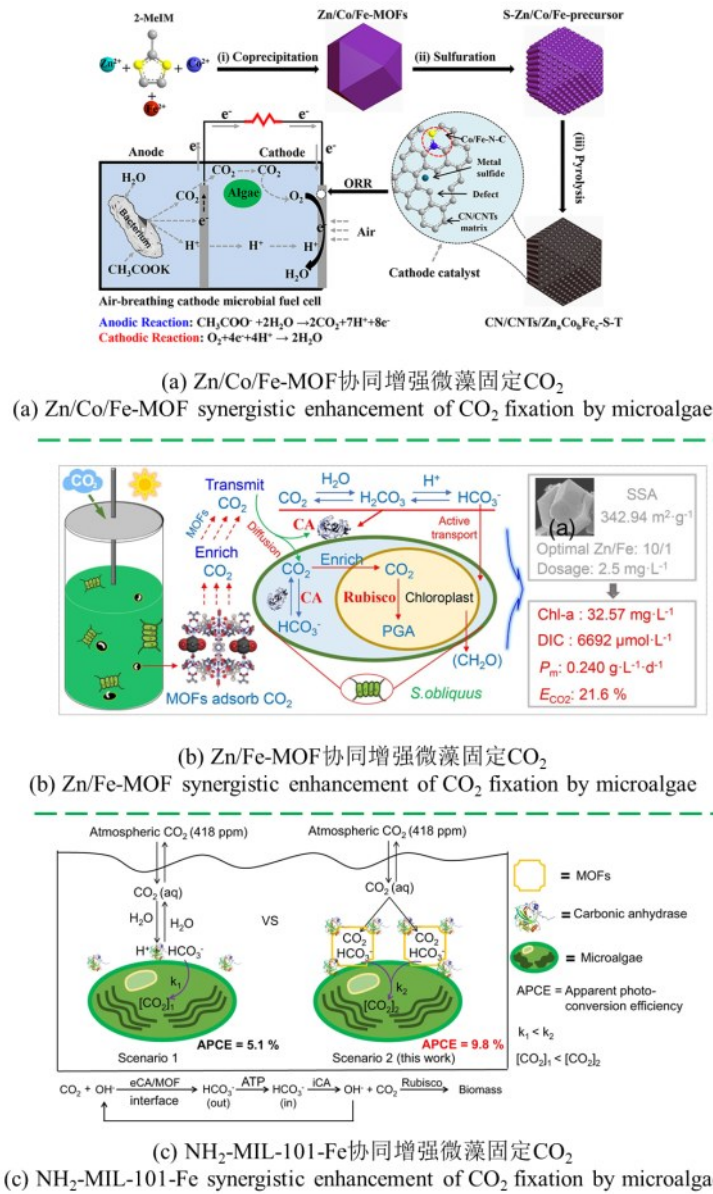 2-MeIM
Zn/Co/Fe-MOFs
S-Zn/Co/Fe-precursor
Zn²⁺ + + Co²⁺
(i) Coprecipitation
(ii) Sulfuration
+
Fe²⁺
(iii) Pyrolysis
e⁻ e⁻
Anode
Cathode
e⁻ e⁻
H₂O
CO₂ CO₂ CO₂
Algae
O₂
Bacterium
e⁻ e⁻
H⁺ H⁺ H⁺
CH₃COOK
H₂O
ORR
Air
Co/Fe-N-C
Metal sulfide
Defect
CN/CNTs matrix
Cathode catalyst
Air-breathing cathode microbial fuel cell
Anodic Reaction: CH₃COO⁻ +2H₂O →2CO₂+7H⁺+8e⁻
Cathodic Reaction: O₂+4e⁻+4H⁺ → 2H₂O
CN/CNTs/ZnₐCo_bFe_c-S-T
(a) Zn/Co/Fe-MOF协同增强微藻固定CO₂
(a) Zn/Co/Fe-MOF synergistic enhancement of CO₂ fixation by microalgae
CO₂
MOFs
Transmit
CO₂
Enrich
CO₂
MOFs adsorb CO₂
Diffusion
H₂O H⁺
CO₂ H₂CO₃ HCO₃⁻
CA
Active transport
CO₂ Enrich CO₂
CA
Rubisco Chloroplast
HCO₃⁻
PGA
(CH₂O)
S.obliquus
(a)
SSA
342.94 m²·g⁻¹
Optimal Zn/Fe: 10/1
Dosage: 2.5 mg·L⁻¹
Chl-a : 32.57 mg·L⁻¹
DIC: 6692 μmol·L⁻¹
Pₘ: 0.240 g·L⁻¹·d⁻¹
E_CO2: 21.6 %
(b) Zn/Fe-MOF协同增强微藻固定CO₂
(b) Zn/Fe-MOF synergistic enhancement of CO₂ fixation by microalgae
Atmospheric CO₂ (418 ppm)
Atmospheric CO₂ (418 ppm)
CO₂ (aq)
CO₂ (aq)
H₂O H₂O
VS
H⁺ HCO₃⁻
k₁
[CO₂]₁
APCE = 5.1 %
Scenario 1
CO₂
HCO₃⁻
CO₂
HCO₃⁻
k₂
[CO₂]₂
APCE = 9.8 %
Scenario 2 (this work)
= MOFs
= Carbonic anhydrase
= Microalgae
APCE = Apparent photo-conversion efficiency
k₁ < k₂
[CO₂]₁ < [CO₂]₂
CO₂ + OH⁻ eCA/MOF interface HCO₃⁻ (out) ATP HCO₃⁻ (in) iCA OH⁻ + CO₂ Rubisco Biomass
(c) NH₂-MIL-101-Fe协同增强微藻固定CO₂
(c) NH₂-MIL-101-Fe synergistic enhancement of CO₂ fixation by microalga